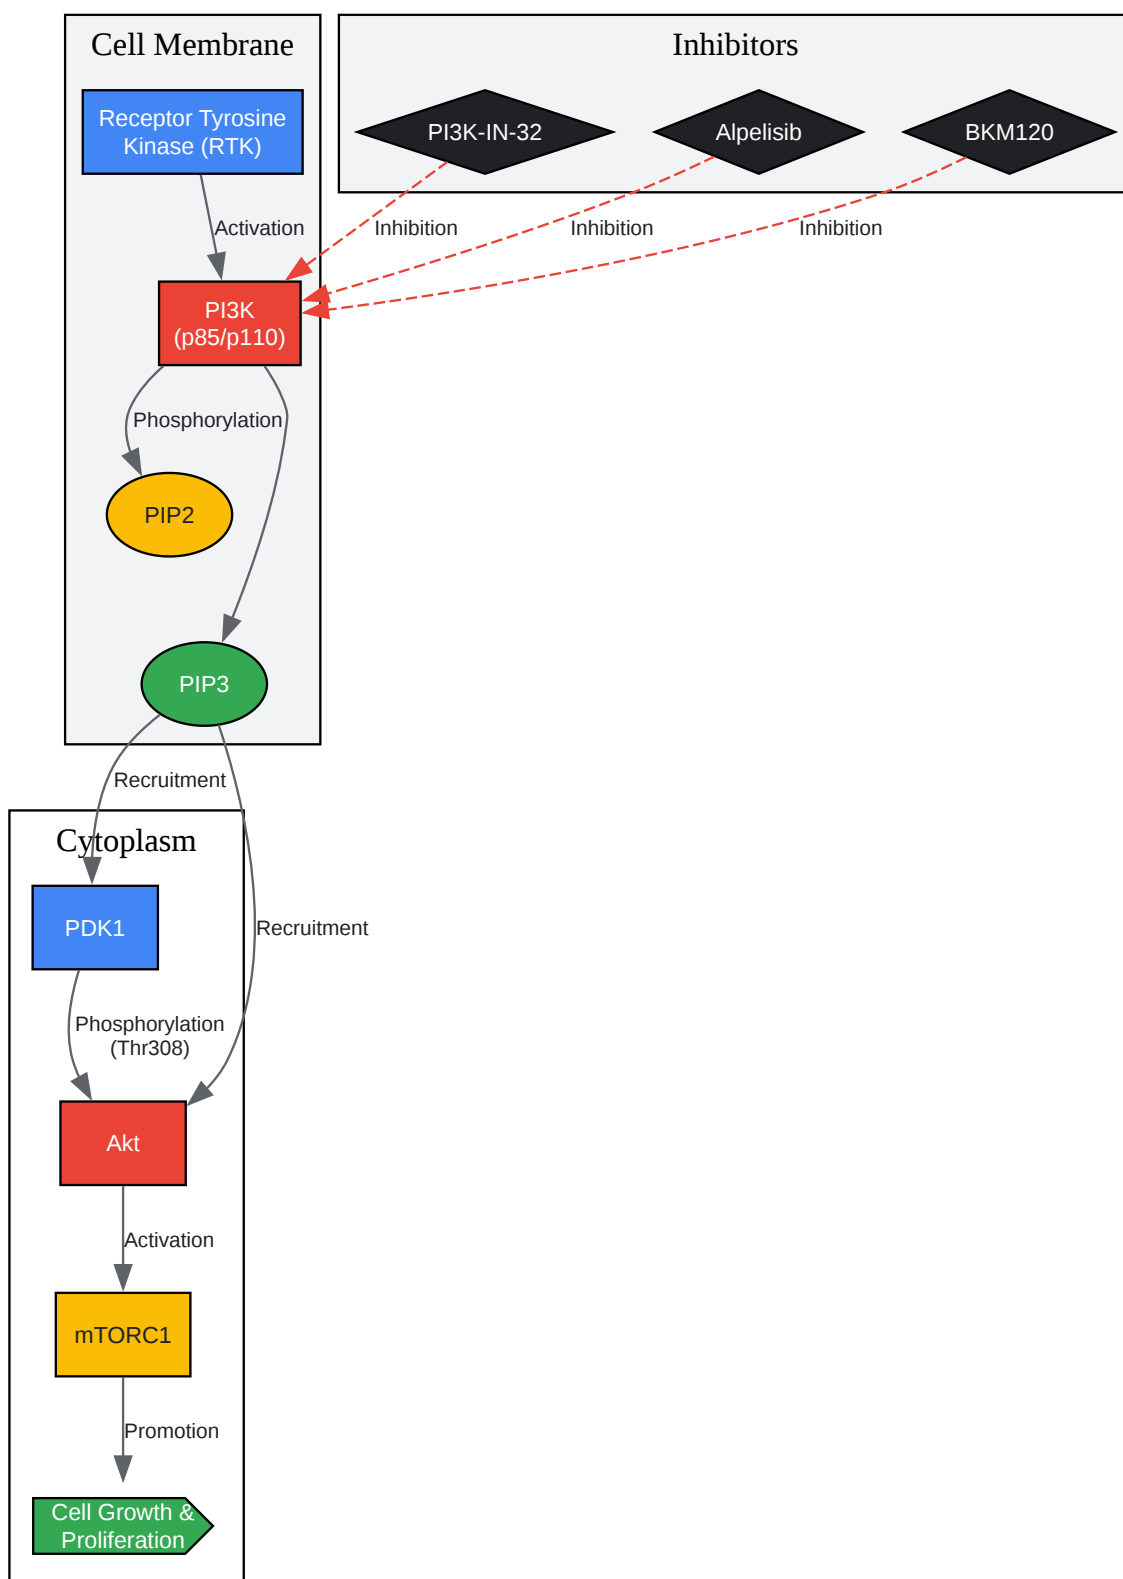 Cell Membrane
Inhibitors
Receptor Tyrosine
Kinase (RTK)
PI3K-IN-32
Alpelisib
BKM120
Activation
Inhibition
Inhibition
Inhibition
PI3K
(p85/p110)
Phosphorylation
PIP2
PIP3
Recruitment
Cytoplasm
PDK1
Recruitment
Phosphorylation
(Thr308)
Akt
Activation
mTORC1
Promotion
Cell Growth &
Proliferation